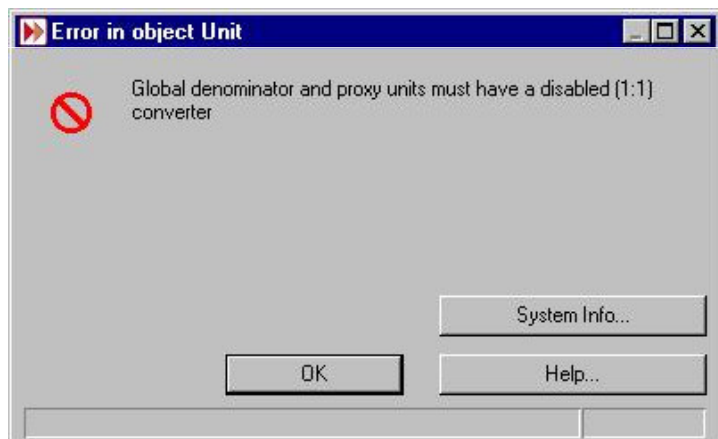 Error in object Unit
Global denominator and proxy units must have a disabled (1:1)
converter
System Info...
OK
Help...